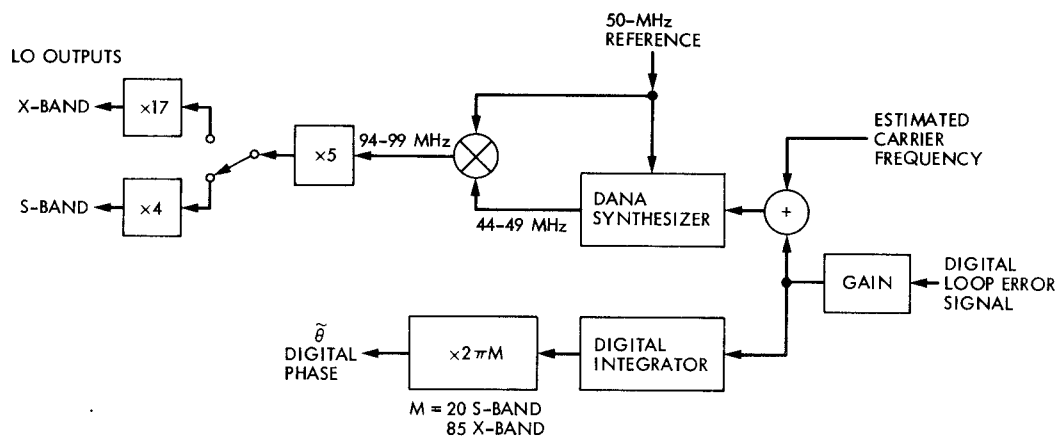 50-MHz
REFERENCE
LO OUTPUTS
X-BAND
×17
94-99 MHz
×5
ESTIMATED
CARRIER
FREQUENCY
S-BAND
×4
44-49 MHz
DANA
SYNTHESIZER
+
GAIN
DIGITAL
LOOP ERROR
SIGNAL
θ̃
DIGITAL
PHASE
×2πM
DIGITAL
INTEGRATOR
M = 20 S-BAND
85 X-BAND